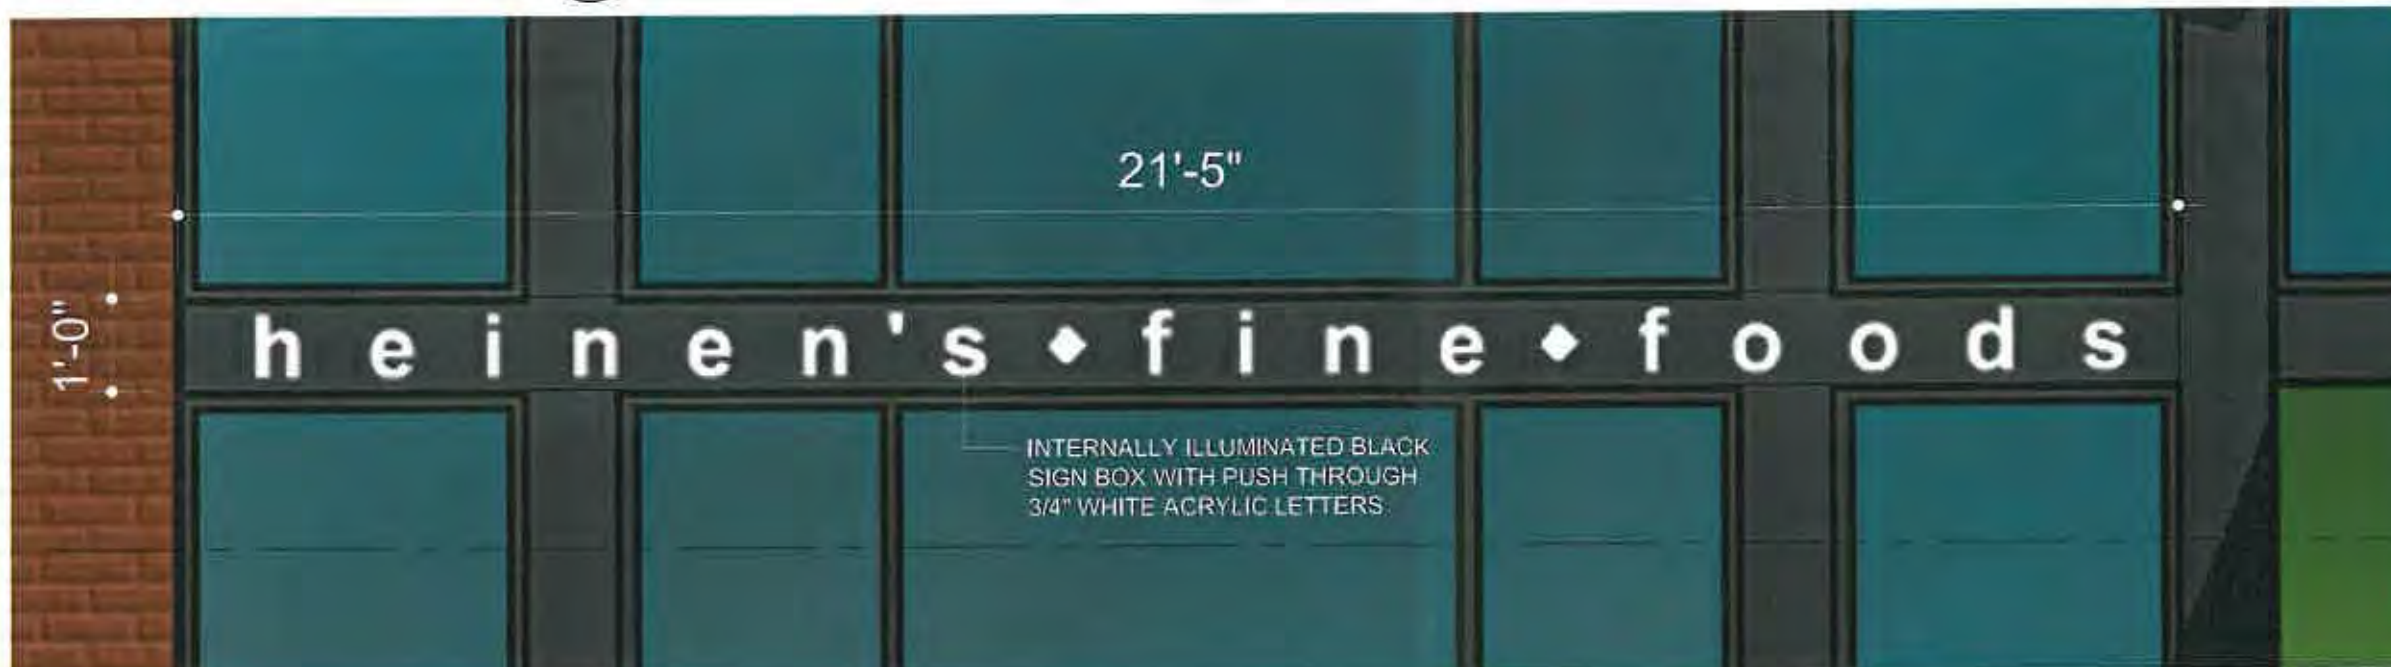 21'-5"
1'-0"
heinen's◆fine◆foods
INTERNALLY ILLUMINATED BLACK
SIGN BOX WITH PUSH THROUGH
3/4" WHITE ACRYLIC LETTERS